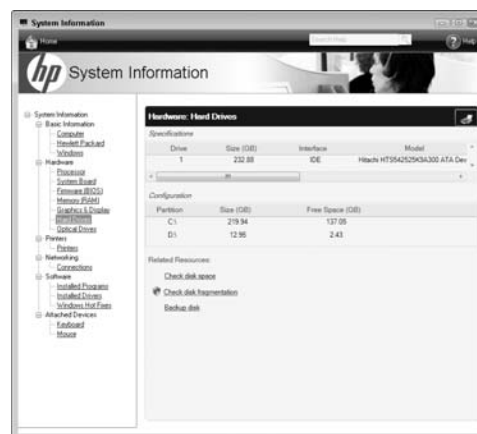 System Information
Home
Search Help
Help
hp System Information
System Information
Basic Information
Computer
Hewlett Packard
Windows
Hardware
Processor
System Board
Firmware (BIOS)
Memory (RAM)
Graphics & Display
Hard Drives
Optical Drives
Printers
Printers
Networking
Connections
Software
Installed Programs
Installed Drivers
Windows Hot Fixes
Attached Devices
Keyboard
Mouse
Hardware: Hard Drives
Specifications
Drive Size (GB) Interface Model
1 232.88 IDE Hitachi HTS542525K9A300 ATA Dev
Configuration
Partition Size (GB) Free Space (GB)
C:\ 219.94 137.05
D:\ 12.95 2.43
Related Resources:
Check disk space
Check disk fragmentation
Backup disk